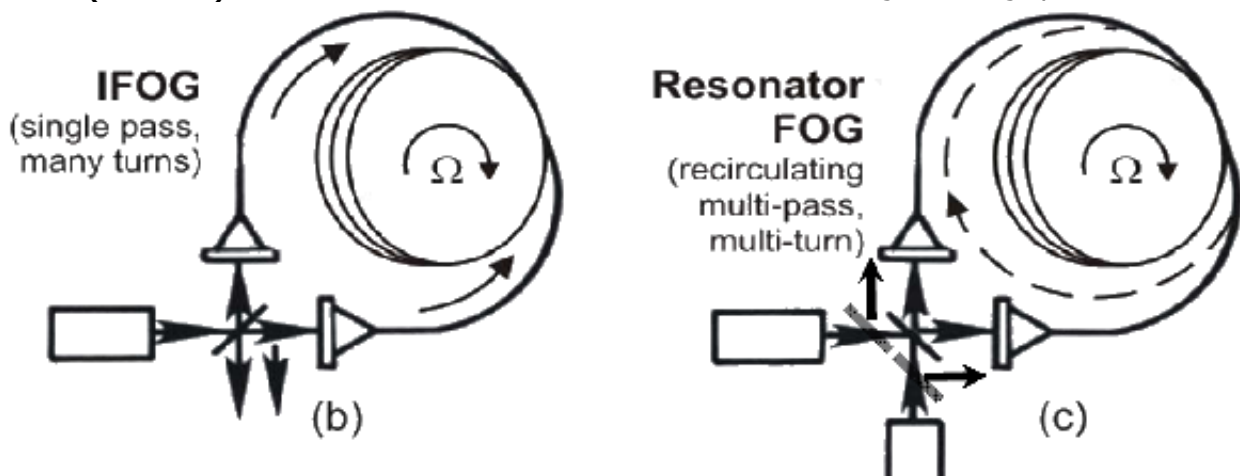 IFOG
(single pass,
many turns)
Ω
(b)
Resonator
FOG
(recirculating
multi-pass,
multi-turn)
Ω
(c)